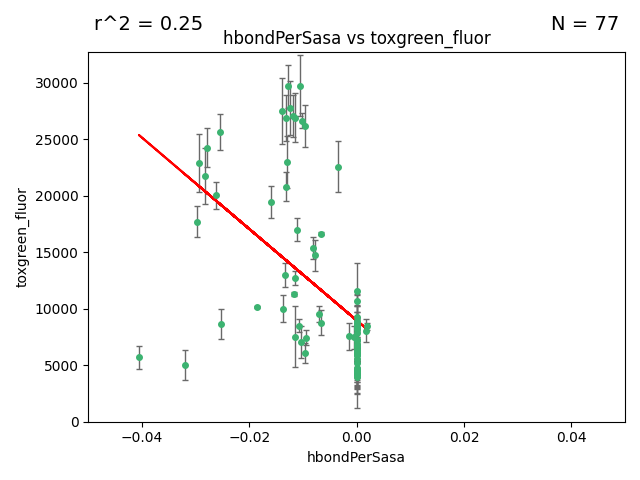 r^2 = 0.25
N = 77
hbondPerSasa vs toxgreen_fluor
30000
25000
20000
15000
10000
5000
0
toxgreen_fluor
−0.04
−0.02
0.00
0.02
0.04
hbondPerSasa